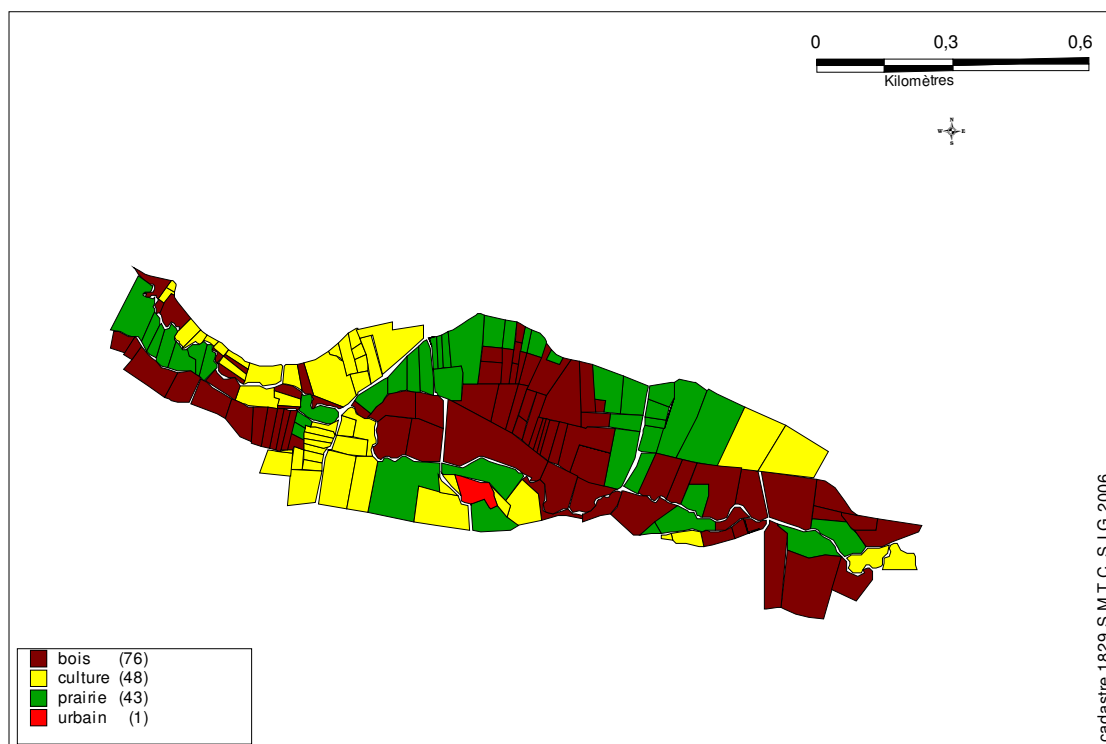 0 0,3 0,6
Kilomètres
N
W E
S
bois (76)
culture (48)
prairie (43)
urbain (1)
cadastre 1829 S.M.T.C. S.I.G 2006